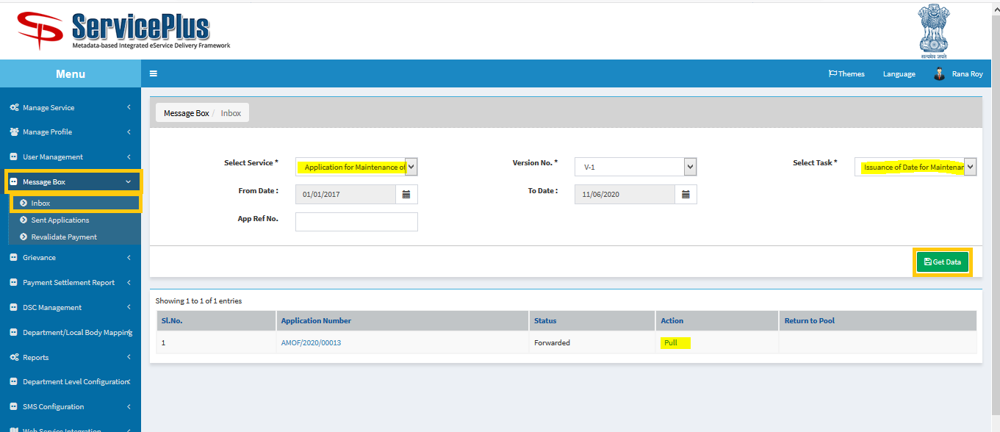 ServicePlus
Metadata-based Integrated eService Delivery Framework
सत्यमेव जयते
Menu
Themes
Language
Rana Roy
Manage Service
Manage Profile
User Management
Message Box
Inbox
Sent Applications
Revalidate Payment
Grievance
Payment Settlement Report
DSC Management
Department/Local Body Mapping
Reports
Department Level Configuration
SMS Configuration
Web Service Integration
Message Box / Inbox
Select Service *
Application for Maintenance of
Version No. *
V-1
Select Task *
Issuance of Date for Maintenan
From Date :
01/01/2017
To Date :
11/06/2020
App Ref No.
Get Data
Showing 1 to 1 of 1 entries
Sl.No. Application Number Status Action Return to Pool
1 AMOF/2020/00013 Forwarded Pull